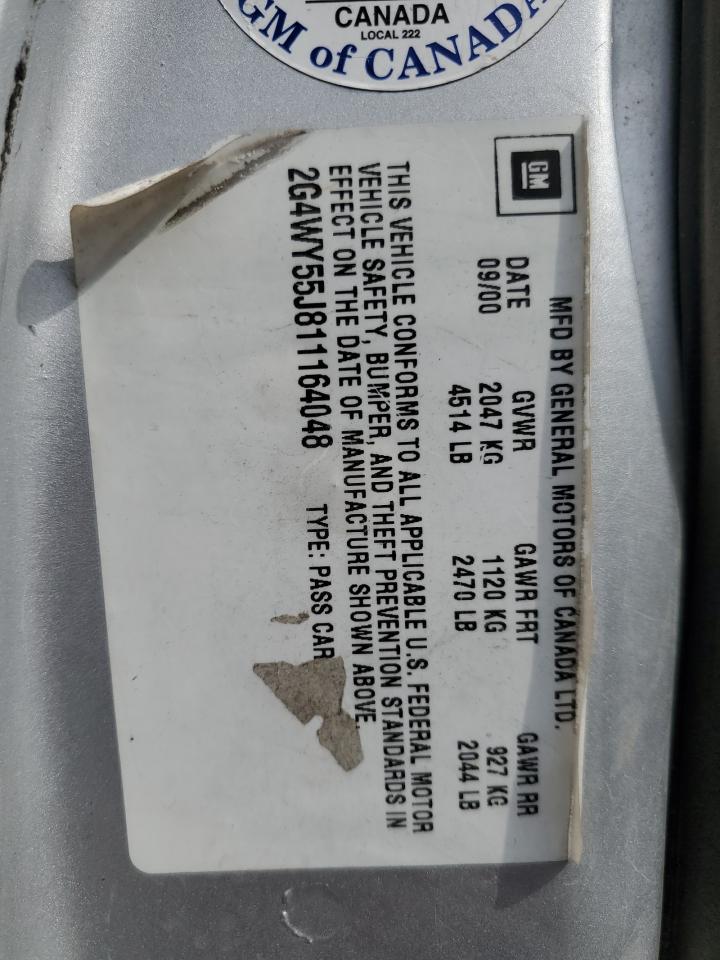 CANADA
LOCAL 222
GM of CANADA
GM
MFD BY GENERAL MOTORS OF CANADA LTD.
DATE GVWR GAWR FRT GAWR RR
09/00 2047 KG 1120 KG 927 KG
4514 LB 2470 LB 2044 LB
THIS VEHICLE CONFORMS TO ALL APPLICABLE U.S. FEDERAL MOTOR
VEHICLE SAFETY, BUMPER, AND THEFT PREVENTION STANDARDS IN
EFFECT ON THE DATE OF MANUFACTURE SHOWN ABOVE.
2G4WY55J811164048 TYPE: PASS CAR